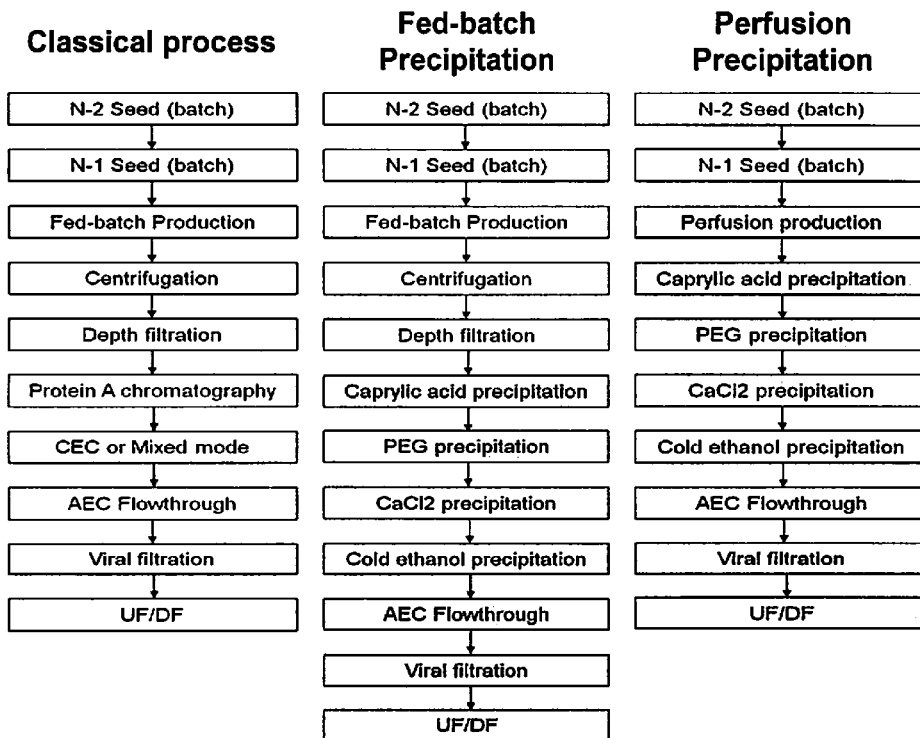 Classical process
N-2 Seed (batch)
N-1 Seed (batch)
Fed-batch Production
Centrifugation
Depth filtration
Protein A chromatography
CEC or Mixed mode
AEC Flowthrough
Viral filtration
UF/DF
Fed-batch
Precipitation
N-2 Seed (batch)
N-1 Seed (batch)
Fed-batch Production
Centrifugation
Depth filtration
Caprylic acid precipitation
PEG precipitation
CaCl2 precipitation
Cold ethanol precipitation
AEC Flowthrough
Viral filtration
UF/DF
Perfusion
Precipitation
N-2 Seed (batch)
N-1 Seed (batch)
Perfusion production
Caprylic acid precipitation
PEG precipitation
CaCl2 precipitation
Cold ethanol precipitation
AEC Flowthrough
Viral filtration
UF/DF